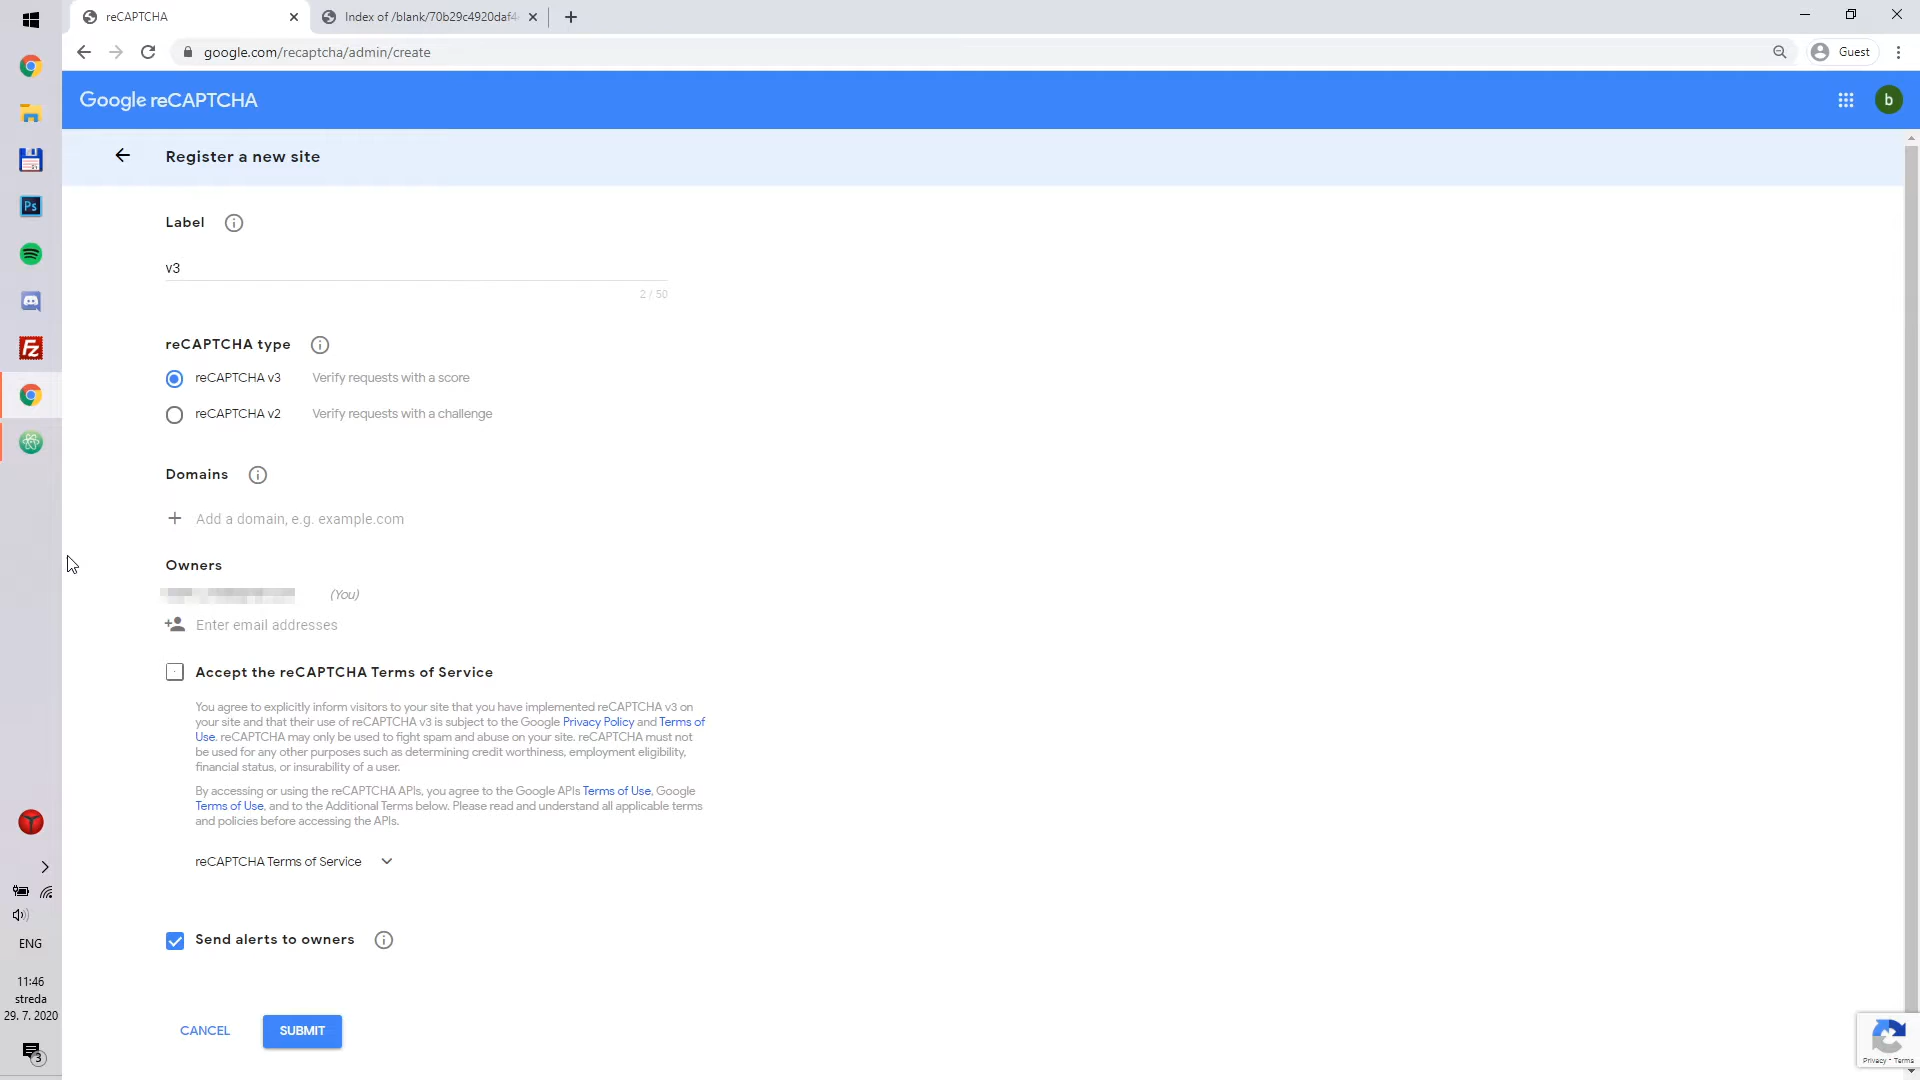 reCAPTCHA
Index of /blank/70b29c4920daf4
google.com/recaptcha/admin/create
Guest
Google reCAPTCHA
b
Register a new site
Label
v3
2 / 50
reCAPTCHA type
reCAPTCHA v3 Verify requests with a score
reCAPTCHA v2 Verify requests with a challenge
Domains
Add a domain, e.g. example.com
Owners
(You)
Enter email addresses
Accept the reCAPTCHA Terms of Service
You agree to explicitly inform visitors to your site that you have implemented reCAPTCHA v3 on
your site and that their use of reCAPTCHA v3 is subject to the Google Privacy Policy and Terms of
Use. reCAPTCHA may only be used to fight spam and abuse on your site. reCAPTCHA must not
be used for any other purposes such as determining credit worthiness, employment eligibility,
financial status, or insurability of a user.
By accessing or using the reCAPTCHA APIs, you agree to the Google APIs Terms of Use, Google
Terms of Use, and to the Additional Terms below. Please read and understand all applicable terms
and policies before accessing the APIs.
reCAPTCHA Terms of Service
Send alerts to owners
CANCEL SUBMIT
Privacy - Terms
Ps
Fz
ENG
11:46
streda
29. 7. 2020
3